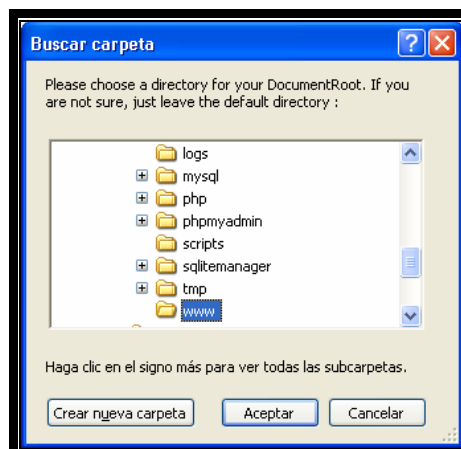 Buscar carpeta
Please choose a directory for your DocumentRoot. If you
are not sure, just leave the default directory :
logs
mysql
php
phpmyadmin
scripts
sqlitemanager
tmp
www
Haga clic en el signo más para ver todas las subcarpetas.
Crear nueva carpeta Aceptar Cancelar